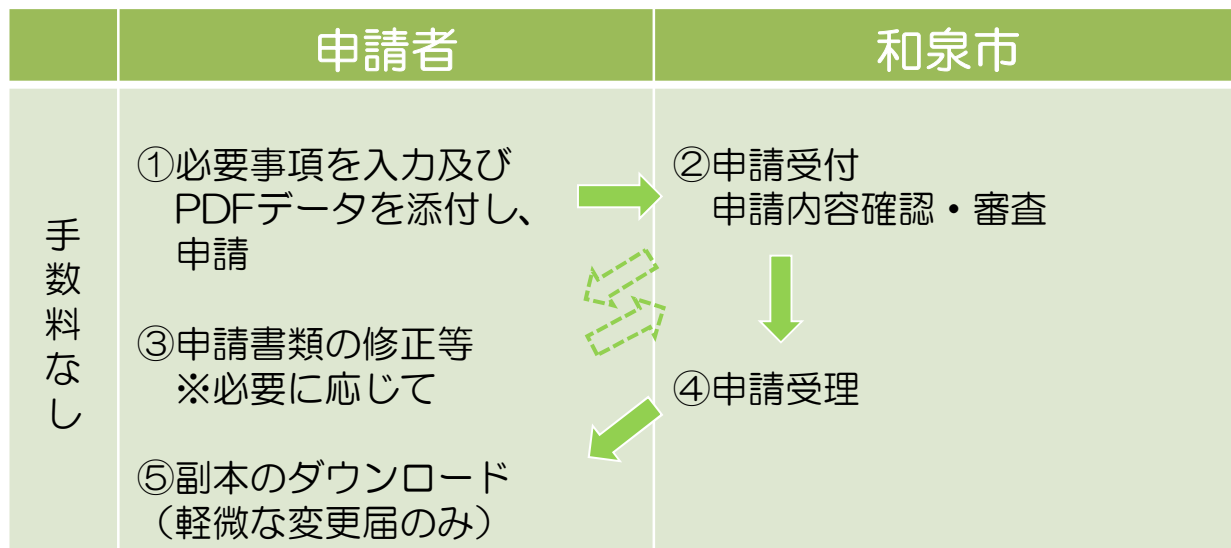 申請者
和泉市
手数料なし
①必要事項を入力及び
PDFデータを添付し、
申請
②申請受付
申請内容確認・審査
③申請書類の修正等
※必要に応じて
④申請受理
⑤副本のダウンロード
（軽微な変更届のみ）